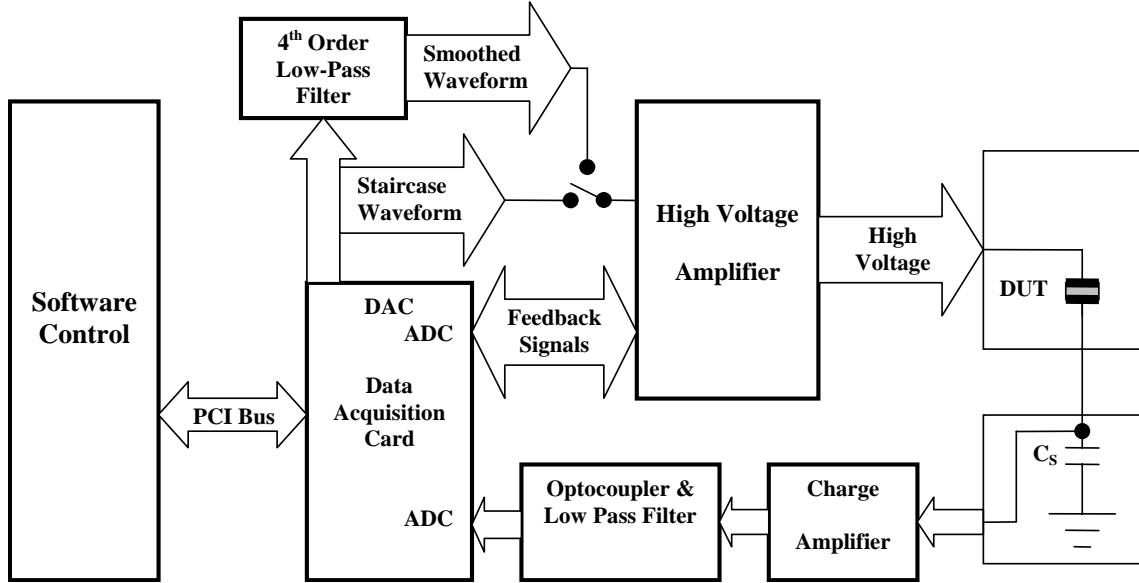 4th Order
Low-Pass
Filter
Smoothed
Waveform
Staircase
Waveform
High Voltage
Amplifier
High
Voltage
DUT
Software
Control
DAC
ADC
Feedback
Signals
PCI Bus
Data
Acquisition
Card
ADC
Optocoupler &
Low Pass Filter
Charge
Amplifier
CS